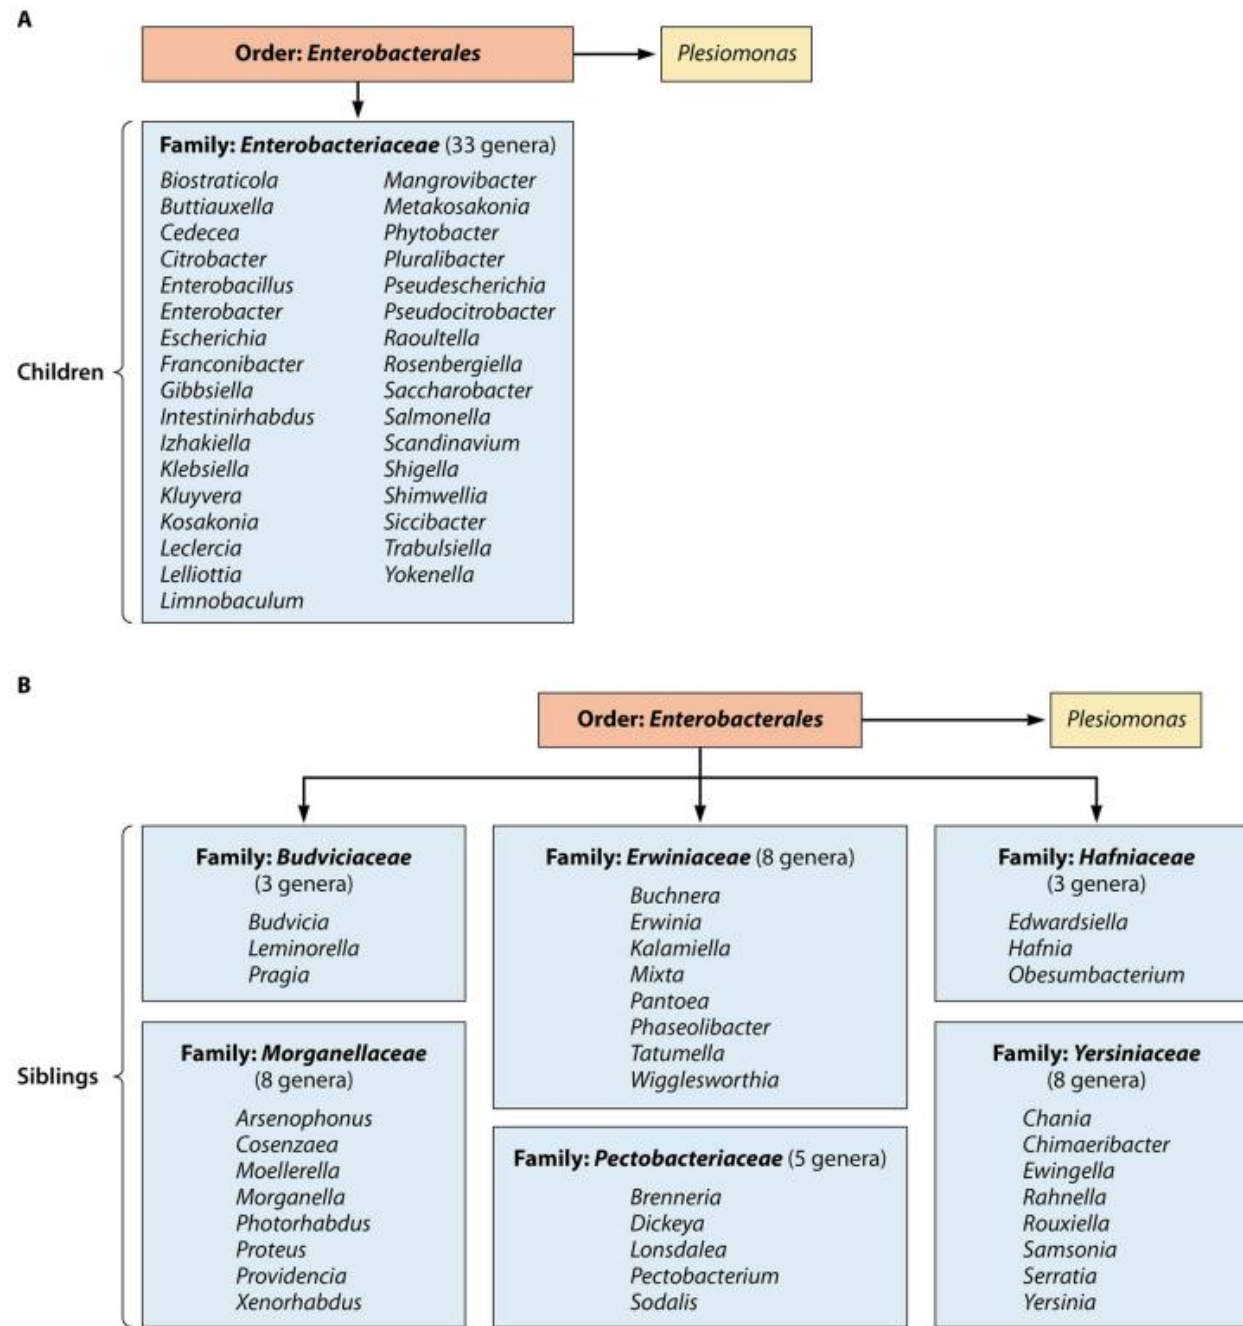 A
Order: Enterobacterales
Plesiomonas
Children
Family: Enterobacteriaceae (33 genera)
Biostraticola
Buttiauxella
Cedecea
Citrobacter
Enterobacillus
Enterobacter
Escherichia
Franconibacter
Gibbsiella
Intestinirhabdus
Izhakiella
Klebsiella
Kluyvera
Kosakonia
Leclercia
Lelliottia
Limnobaculum
Mangrovibacter
Metakosakonia
Phytobacter
Pluralibacter
Pseudescherichia
Pseudocitrobacter
Raoultella
Rosenbergiella
Saccharobacter
Salmonella
Scandinavium
Shigella
Shimwellia
Siccibacter
Trabulsiella
Yokenella
B
Order: Enterobacterales
Plesiomonas
Siblings
Family: Budviciaceae
(3 genera)
Budvicia
Leminorella
Pragia
Family: Morganellaceae
(8 genera)
Arsenophonus
Cosenzaea
Moellerella
Morganella
Photorhabdus
Proteus
Providencia
Xenorhabdus
Family: Erwiniaceae (8 genera)
Buchnera
Erwinia
Kalamiella
Mixta
Pantoea
Phaseolibacter
Tatumella
Wigglesworthia
Family: Pectobacteriaceae (5 genera)
Brenneria
Dickeya
Lonsdalea
Pectobacterium
Sodalis
Family: Hafniaceae
(3 genera)
Edwardsiella
Hafnia
Obesumbacterium
Family: Yersiniaceae
(8 genera)
Chania
Chimaeribacter
Ewingella
Rahnella
Rouxiella
Samsonia
Serratia
Yersinia